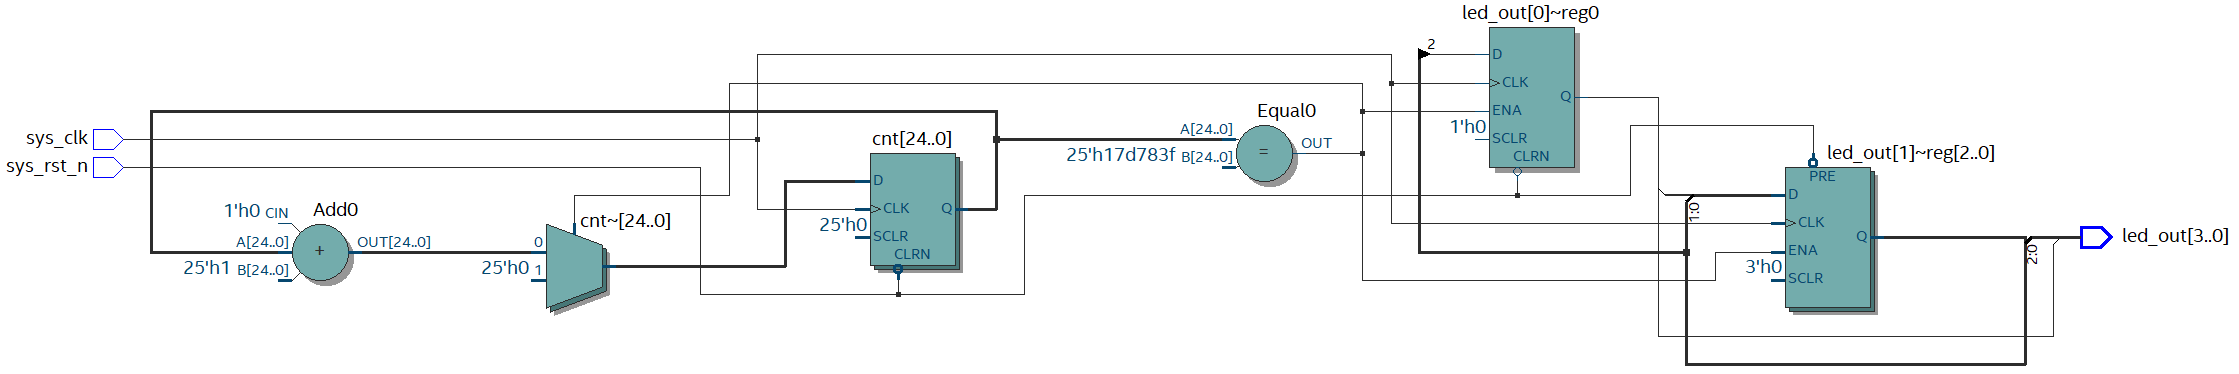 sys_clk
sys_rst_n
1'h0 CIN
Add0
A[24..0]
+
OUT[24..0]
25'h1 B[24..0]
cnt~[24..0]
0
25'h0 1
cnt[24..0]
D
CLK
Q
25'h0
SCLR
CLRN
Equal0
A[24..0]
25'h17d783f B[24..0]
=
OUT
led_out[0]~reg0
2
D
CLK
Q
ENA
1'h0
SCLR
CLRN
led_out[1]~reg[2..0]
PRE
D
1:0
CLK
Q
ENA
3'h0
SCLR
2:0
led_out[3..0]